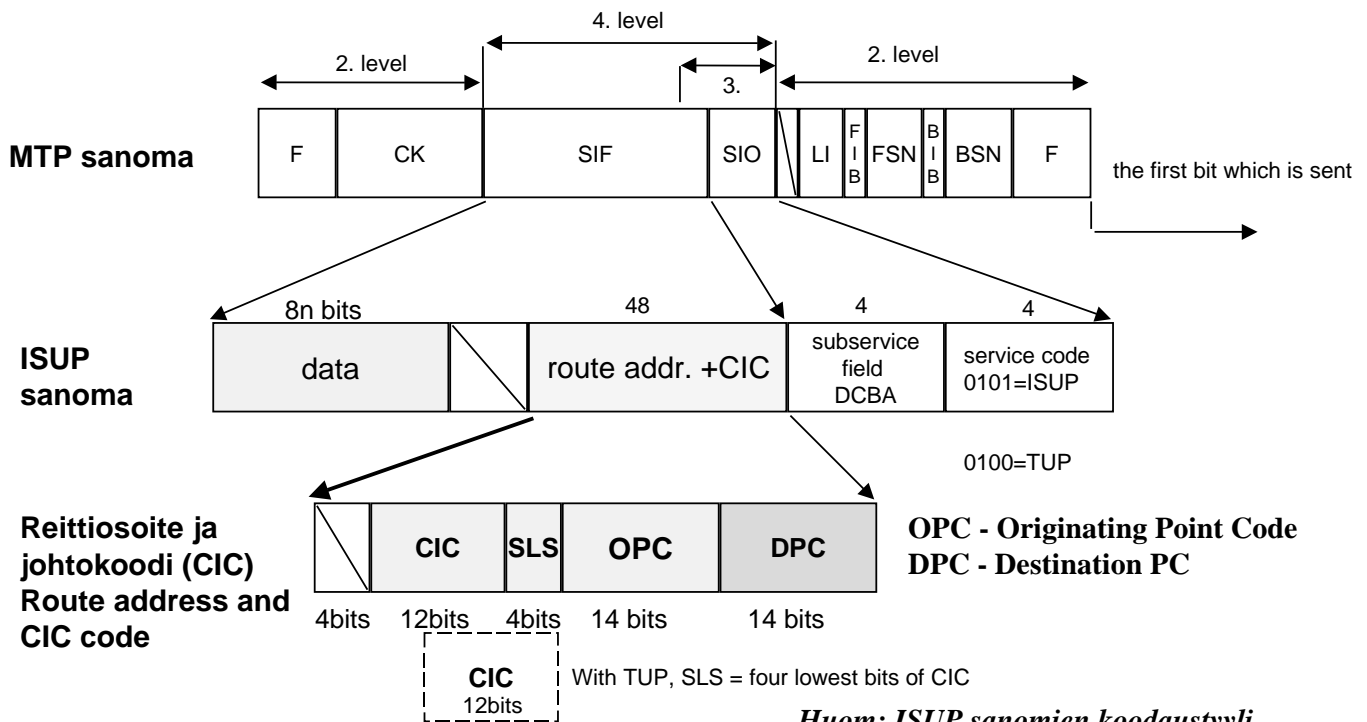 4. level
2. level
3.
2. level
MTP sanoma
F
CK
SIF
SIO
LI
F
I
B
FSN
B
I
B
BSN
F
the first bit which is sent
8n bits
48
4
4
ISUP
sanoma
data
route addr. +CIC
subservice
field
DCBA
service code
0101=ISUP
0100=TUP
Reittiosoite ja
johtokoodi (CIC)
Route address and
CIC code
CIC
SLS
OPC
DPC
OPC - Originating Point Code
DPC - Destination PC
4bits
12bits
4bits
14 bits
14 bits
CIC
12bits
With TUP, SLS = four lowest bits of CIC
Huom: ISUP sanomien koodaustyyli